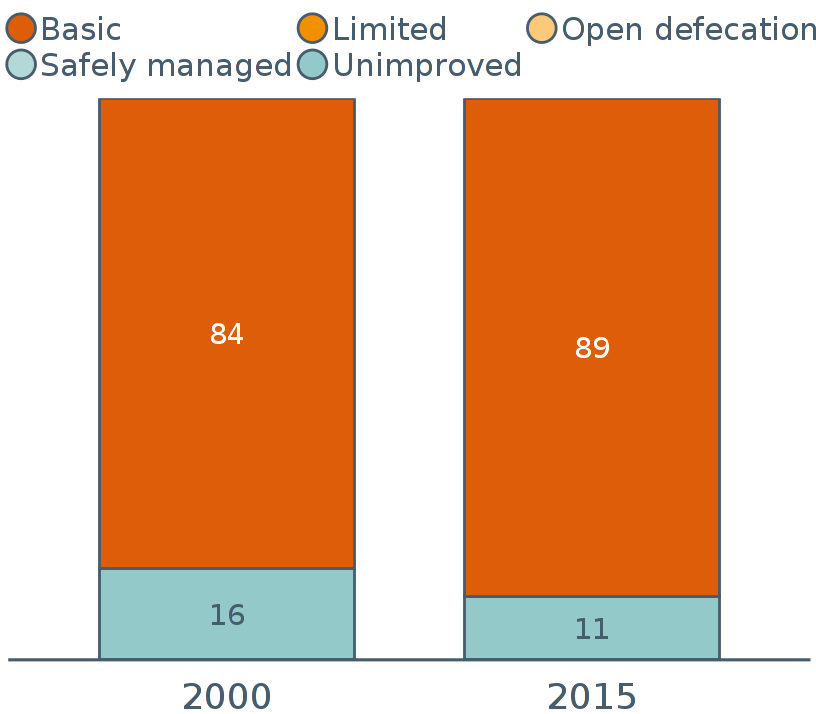 Basic Limited Open defecation
Safely managed Unimproved
84 89
16 11
2000 2015